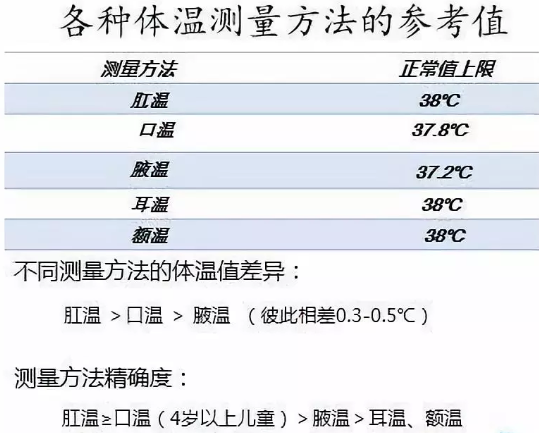 各种体温测量方法的参考值
测量方法 正常值上限
肛温 38℃
口温 37.8℃
腋温 37.2℃
耳温 38℃
额温 38℃
不同测量方法的体温值差异：
肛温 > 口温 > 腋温 （彼此相差0.3-0.5℃）
测量方法精确度：
肛温≥口温（4岁以上儿童）> 腋温 > 耳温、额温